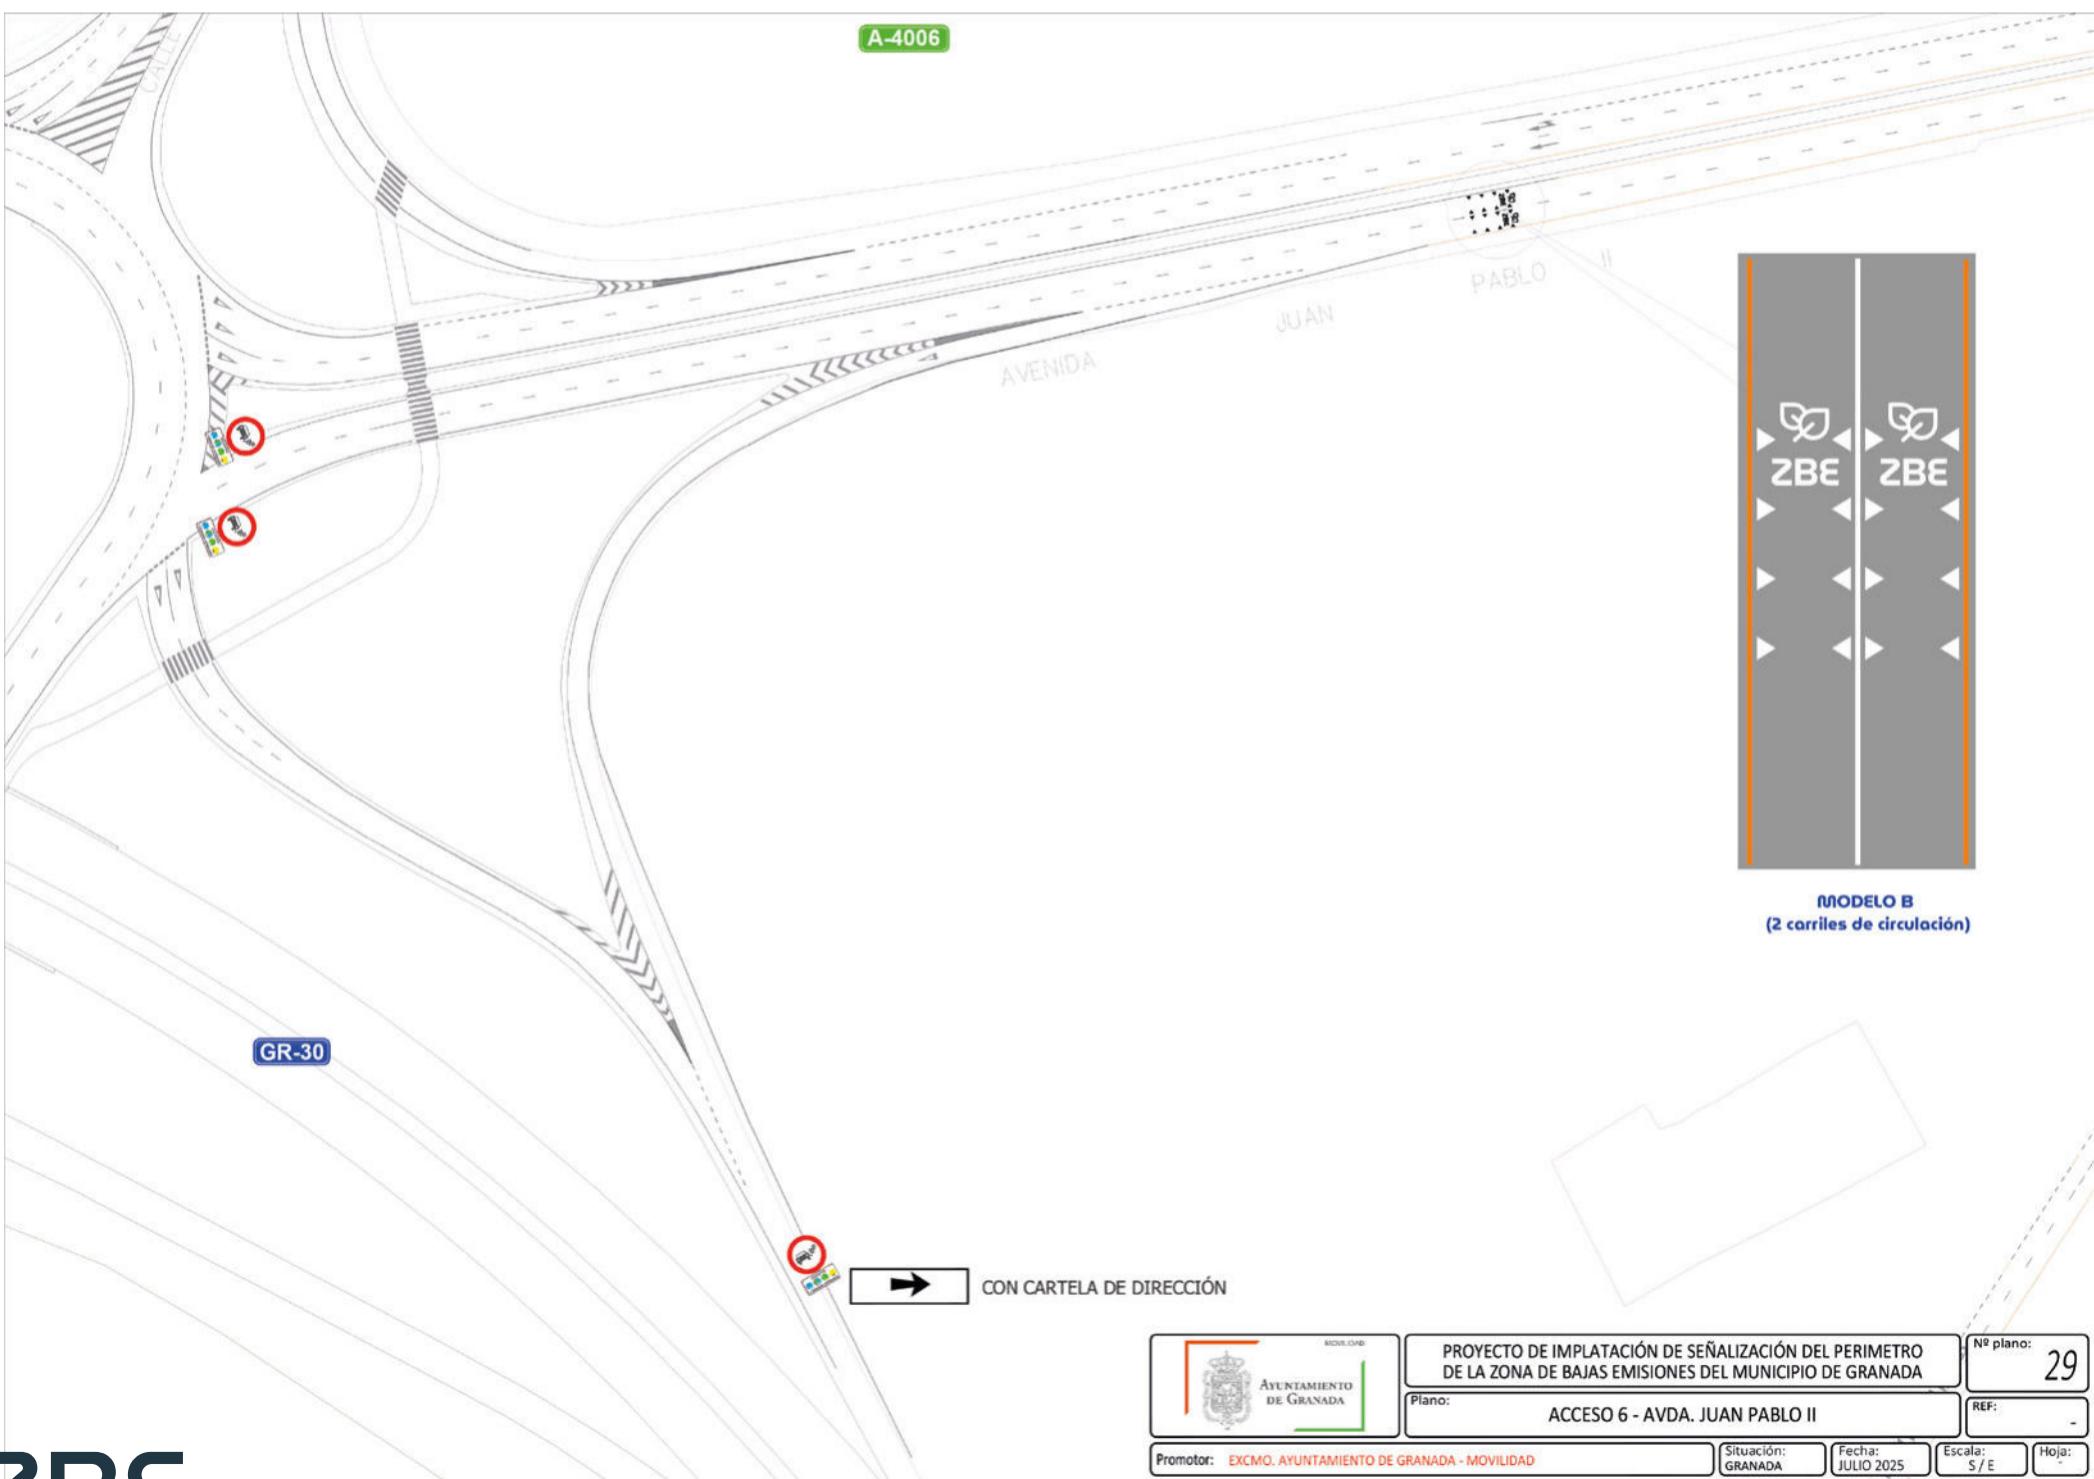 A-4006
CALLE
AVENIDA JUAN PABLO II
ZBE ZBE
MODELO B
(2 carriles de circulación)
GR-30
CON CARTELA DE DIRECCIÓN
MOVILIDAD
AYUNTAMIENTO
DE GRANADA
PROYECTO DE IMPLATACIÓN DE SEÑALIZACIÓN DEL PERIMETRO
DE LA ZONA DE BAJAS EMISIONES DEL MUNICIPIO DE GRANADA
Nº plano:
29
Plano:
ACCESO 6 - AVDA. JUAN PABLO II
REF:
-
Promotor: EXCMO. AYUNTAMIENTO DE GRANADA - MOVILIDAD
Situación:
GRANADA
Fecha:
JULIO 2025
Escala:
S / E
Hoja:
-